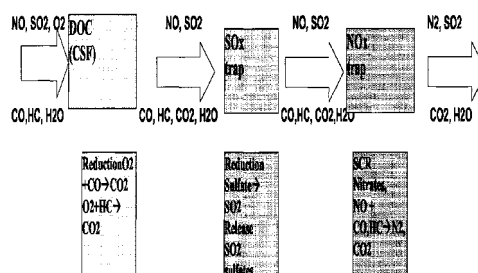 NO, SO2, O2
DOC
(CSF)
NO, SO2
SOx
trap
NO, SO2
NOx
trap
N2, SO2
CO,HC, H2O
CO, HC, CO2, H2O
CO,HC, CO2,H2O
CO2, H2O
ReductionO2
+CO→CO2
O2+HC→
CO2
Reduction
Sulfate→
SO2
Release
SO2
sulfates
SCR
Nitrates,
NO+
CO,HC→N2,
CO2